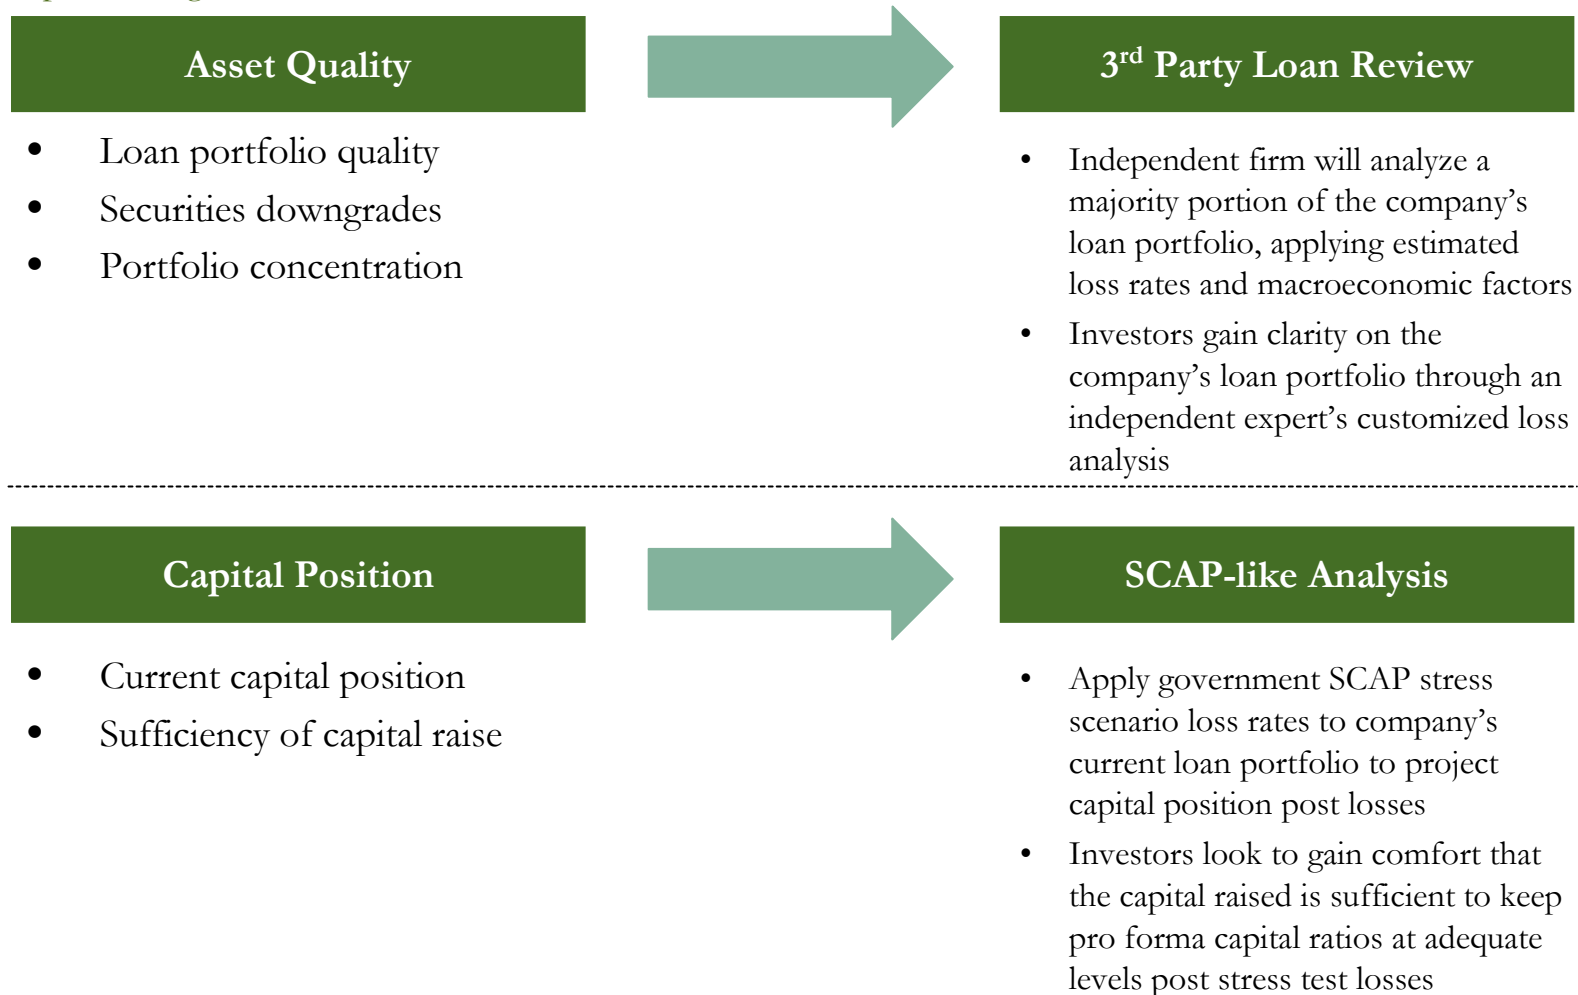 Asset Quality
• Loan portfolio quality
• Securities downgrades
• Portfolio concentration
3rd Party Loan Review
• Independent firm will analyze a
majority portion of the company’s
loan portfolio, applying estimated
loss rates and macroeconomic factors
• Investors gain clarity on the
company’s loan portfolio through an
independent expert’s customized loss
analysis
Capital Position
• Current capital position
• Sufficiency of capital raise
SCAP-like Analysis
• Apply government SCAP stress
scenario loss rates to company’s
current loan portfolio to project
capital position post losses
• Investors look to gain comfort that
the capital raised is sufficient to keep
pro forma capital ratios at adequate
levels post stress test losses